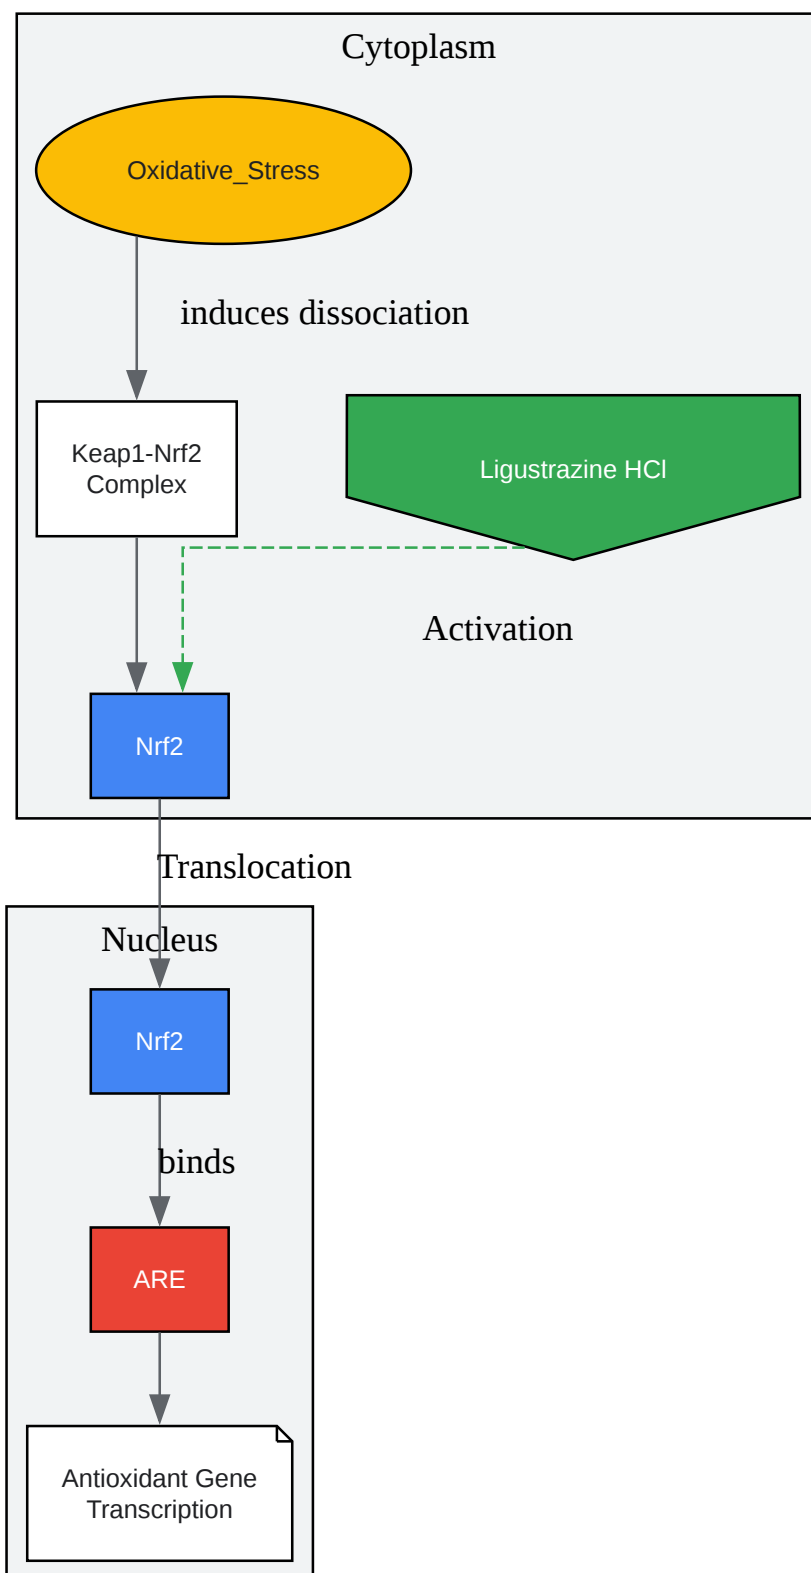 Cytoplasm
Oxidative_Stress
induces dissociation
Keap1-Nrf2
Complex
Ligustrazine HCl
Activation
Nrf2
Translocation
Nucleus
Nrf2
binds
ARE
Antioxidant Gene
Transcription